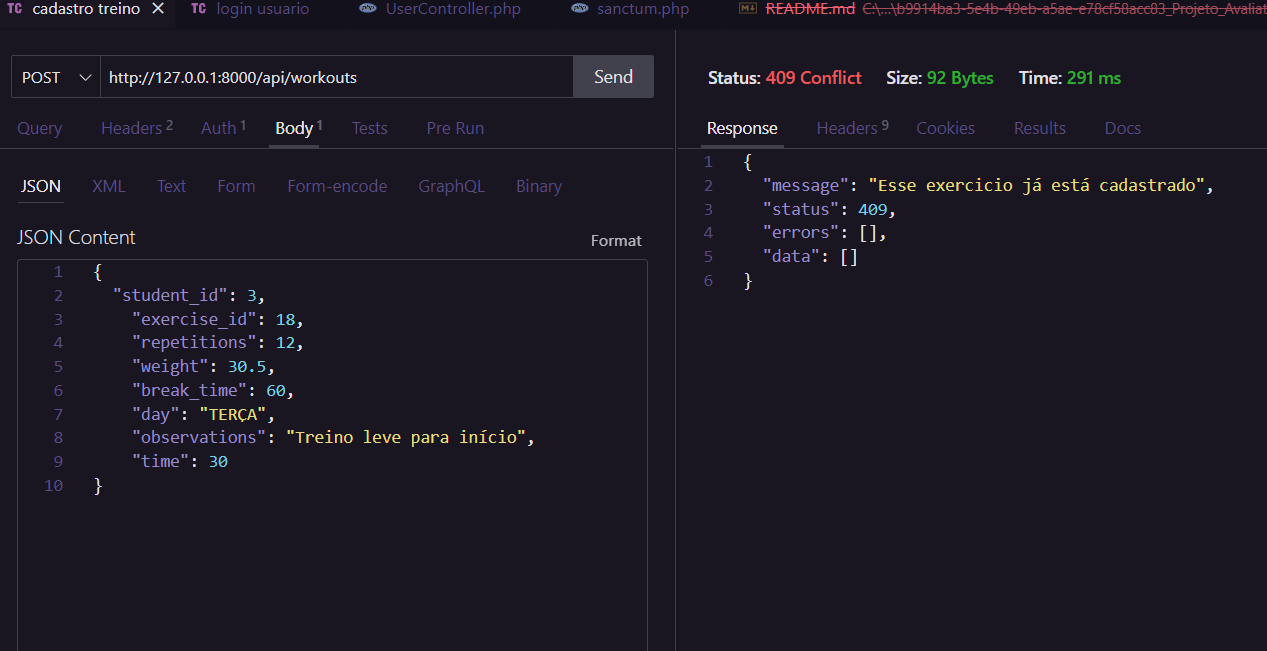 TC cadastro treino × TC login usuario php UserController.php php sanctum.php M↓ README.md C:\...\b9914ba3-5e4b-49eb-a5ae-e78cf58acc83_Projeto_Avaliat
POST http://127.0.0.1:8000/api/workouts Send
Query Headers 2 Auth 1 Body 1 Tests Pre Run
JSON XML Text Form Form-encode GraphQL Binary
JSON Content
Format
1 {
2 "student_id": 3,
3 "exercise_id": 18,
4 "repetitions": 12,
5 "weight": 30.5,
6 "break_time": 60,
7 "day": "TERÇA",
8 "observations": "Treino leve para início",
9 "time": 30
10 }
Status: 409 Conflict Size: 92 Bytes Time: 291 ms
Response Headers 9 Cookies Results Docs
1 {
2 "message": "Esse exercicio já está cadastrado",
3 "status": 409,
4 "errors": [],
5 "data": []
6 }